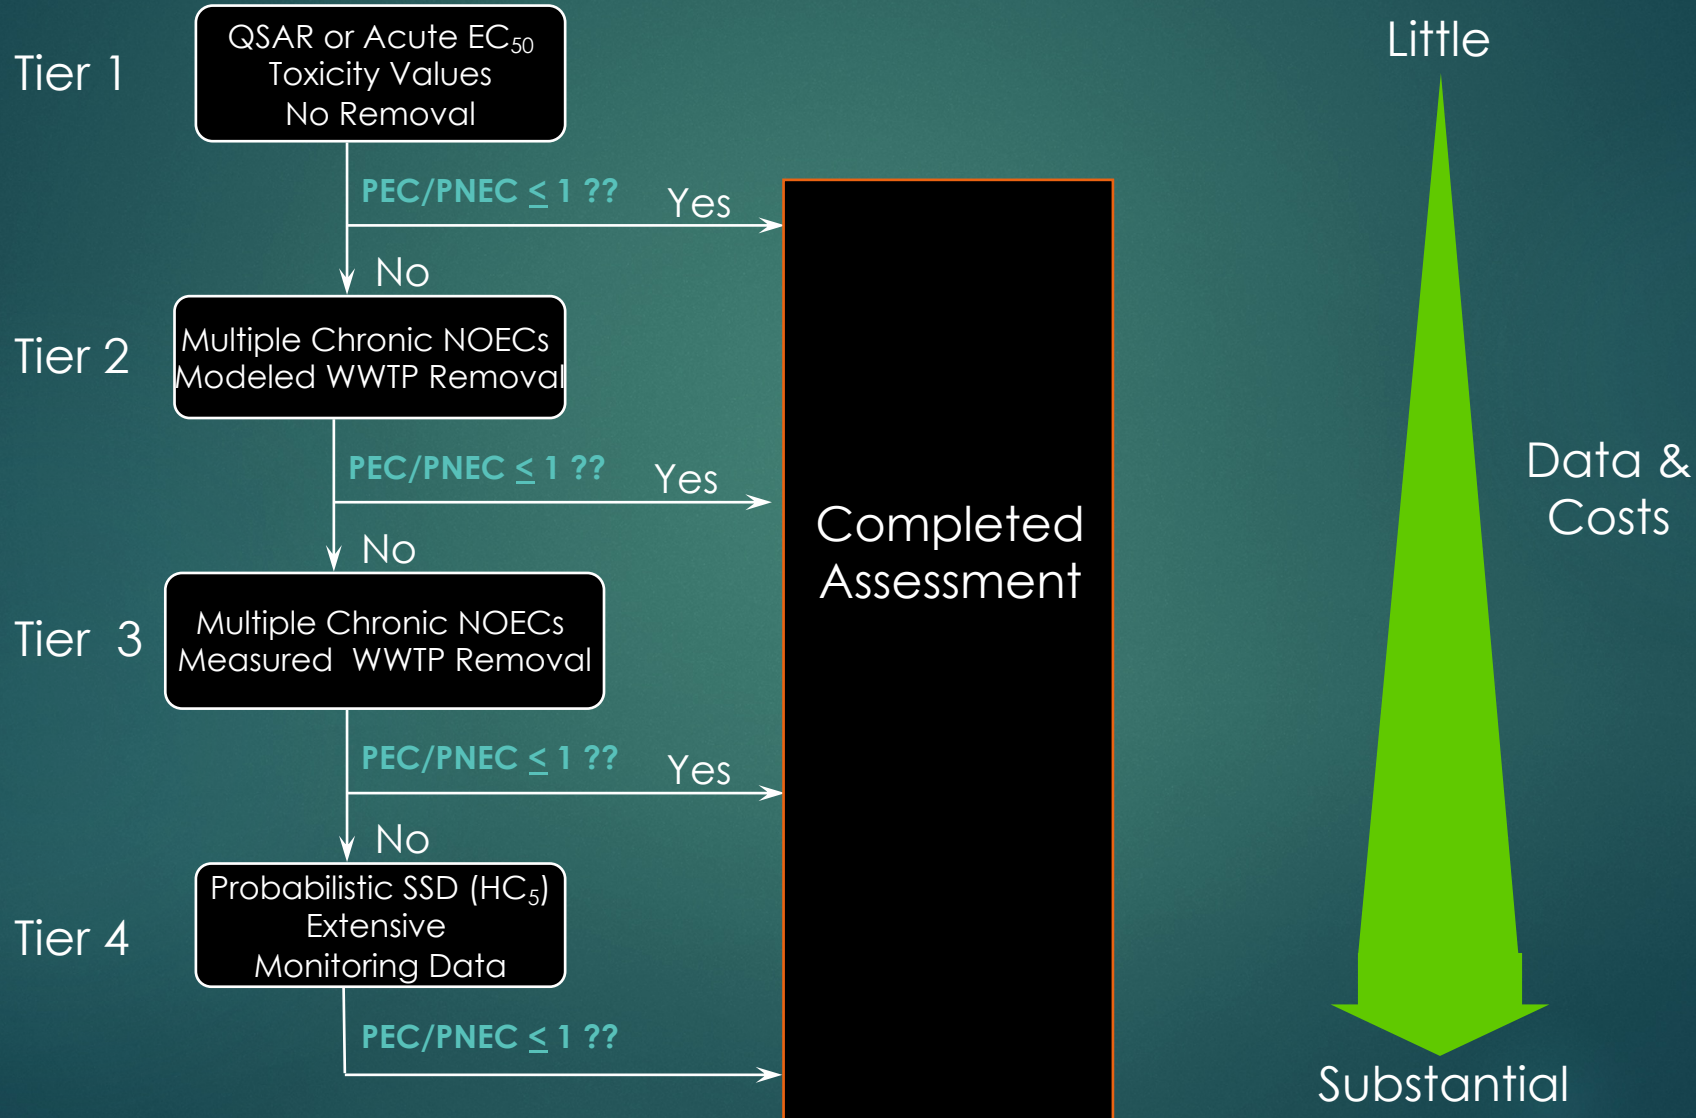 Tier 1
QSAR or Acute EC₅₀
Toxicity Values
No Removal
Little
PEC/PNEC ≤ 1 ??
Yes
No
Tier 2
Multiple Chronic NOECs
Modeled WWTP Removal
PEC/PNEC ≤ 1 ??
Yes
No
Completed
Assessment
Data &
Costs
Tier 3
Multiple Chronic NOECs
Measured WWTP Removal
PEC/PNEC ≤ 1 ??
Yes
No
Tier 4
Probabilistic SSD (HC₅)
Extensive
Monitoring Data
PEC/PNEC ≤ 1 ??
Substantial